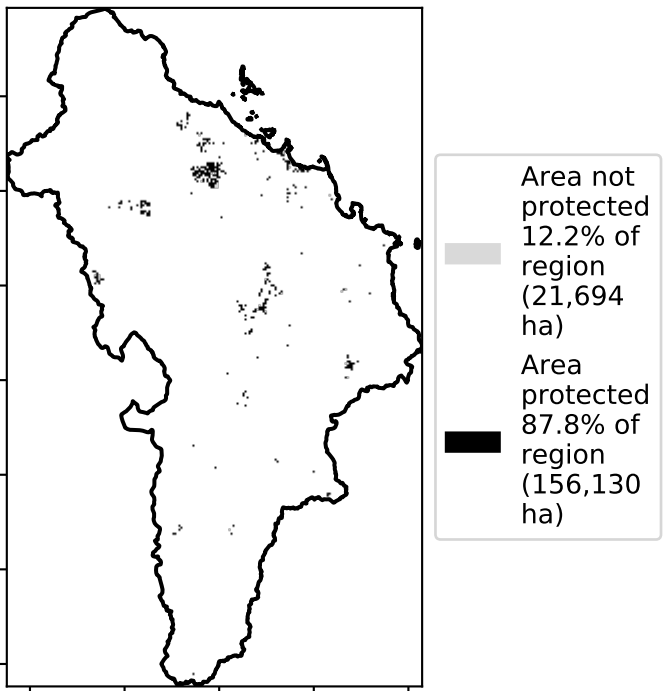 Area not
protected
12.2% of
region
(21,694
ha)
Area
protected
87.8% of
region
(156,130
ha)